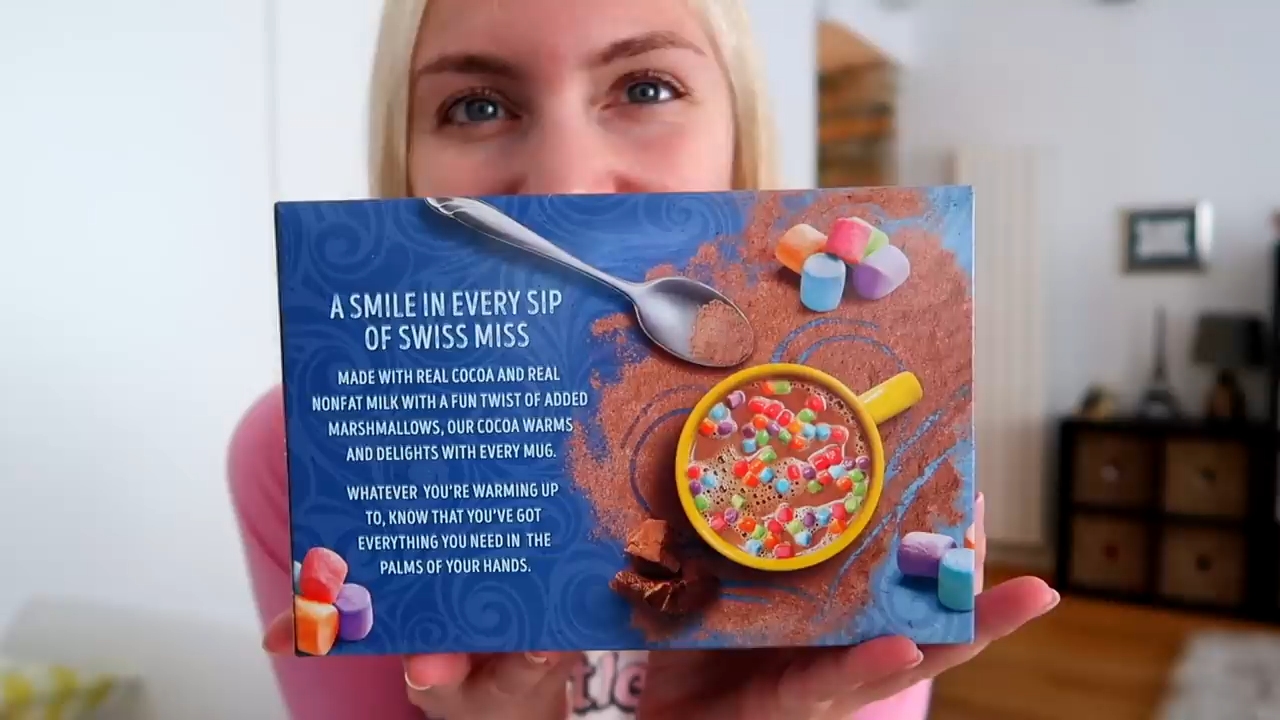 A SMILE IN EVERY SIP
OF SWISS MISS
MADE WITH REAL COCOA AND REAL
NONFAT MILK WITH A FUN TWIST OF ADDED
MARSHMALLOWS, OUR COCOA WARMS
AND DELIGHTS WITH EVERY MUG.
WHATEVER YOU'RE WARMING UP
TO, KNOW THAT YOU'VE GOT
EVERYTHING YOU NEED IN THE
PALMS OF YOUR HANDS.